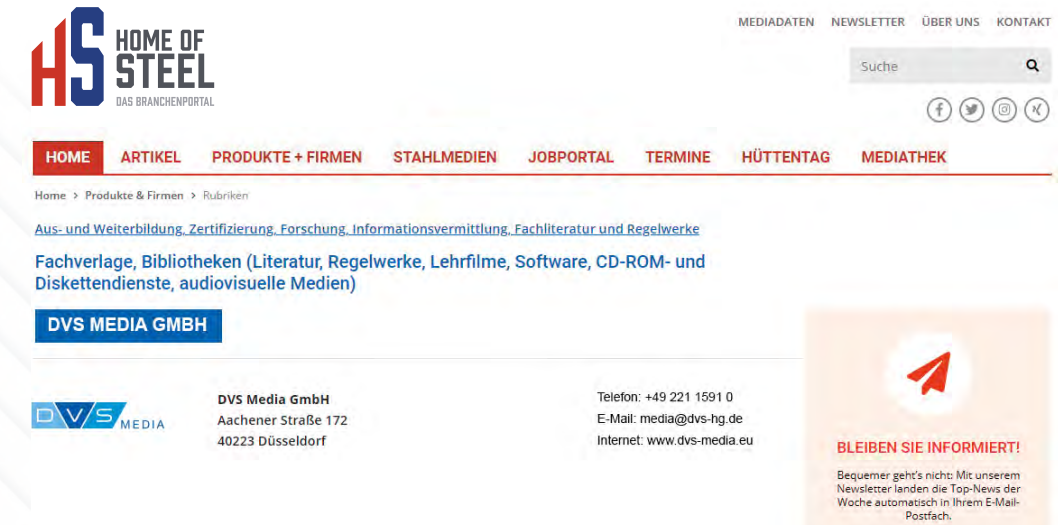 MEDIADATEN NEWSLETTER ÜBER UNS KONTAKT
HS HOME OF
STEEL
DAS BRANCHENPORTAL
Suche
HOME ARTIKEL PRODUKTE + FIRMEN STAHLMEDIEN JOBPORTAL TERMINE HÜTTENTAG MEDIATHEK
Home > Produkte & Firmen > Rubriken
Aus- und Weiterbildung, Zertifizierung, Forschung, Informationsvermittlung, Fachliteratur und Regelwerke
Fachverlage, Bibliotheken (Literatur, Regelwerke, Lehrfilme, Software, CD-ROM- und
Diskettendienste, audiovisuelle Medien)
DVS MEDIA GMBH
DVS MEDIA
DVS Media GmbH
Aachener Straße 172
40223 Düsseldorf
Telefon: +49 221 1591 0
E-Mail: media@dvs-hg.de
Internet: www.dvs-media.eu
BLEIBEN SIE INFORMIERT!
Bequemer geht's nicht: Mit unserem
Newsletter landen die Top-News der
Woche automatisch in Ihrem E-Mail-
Postfach.